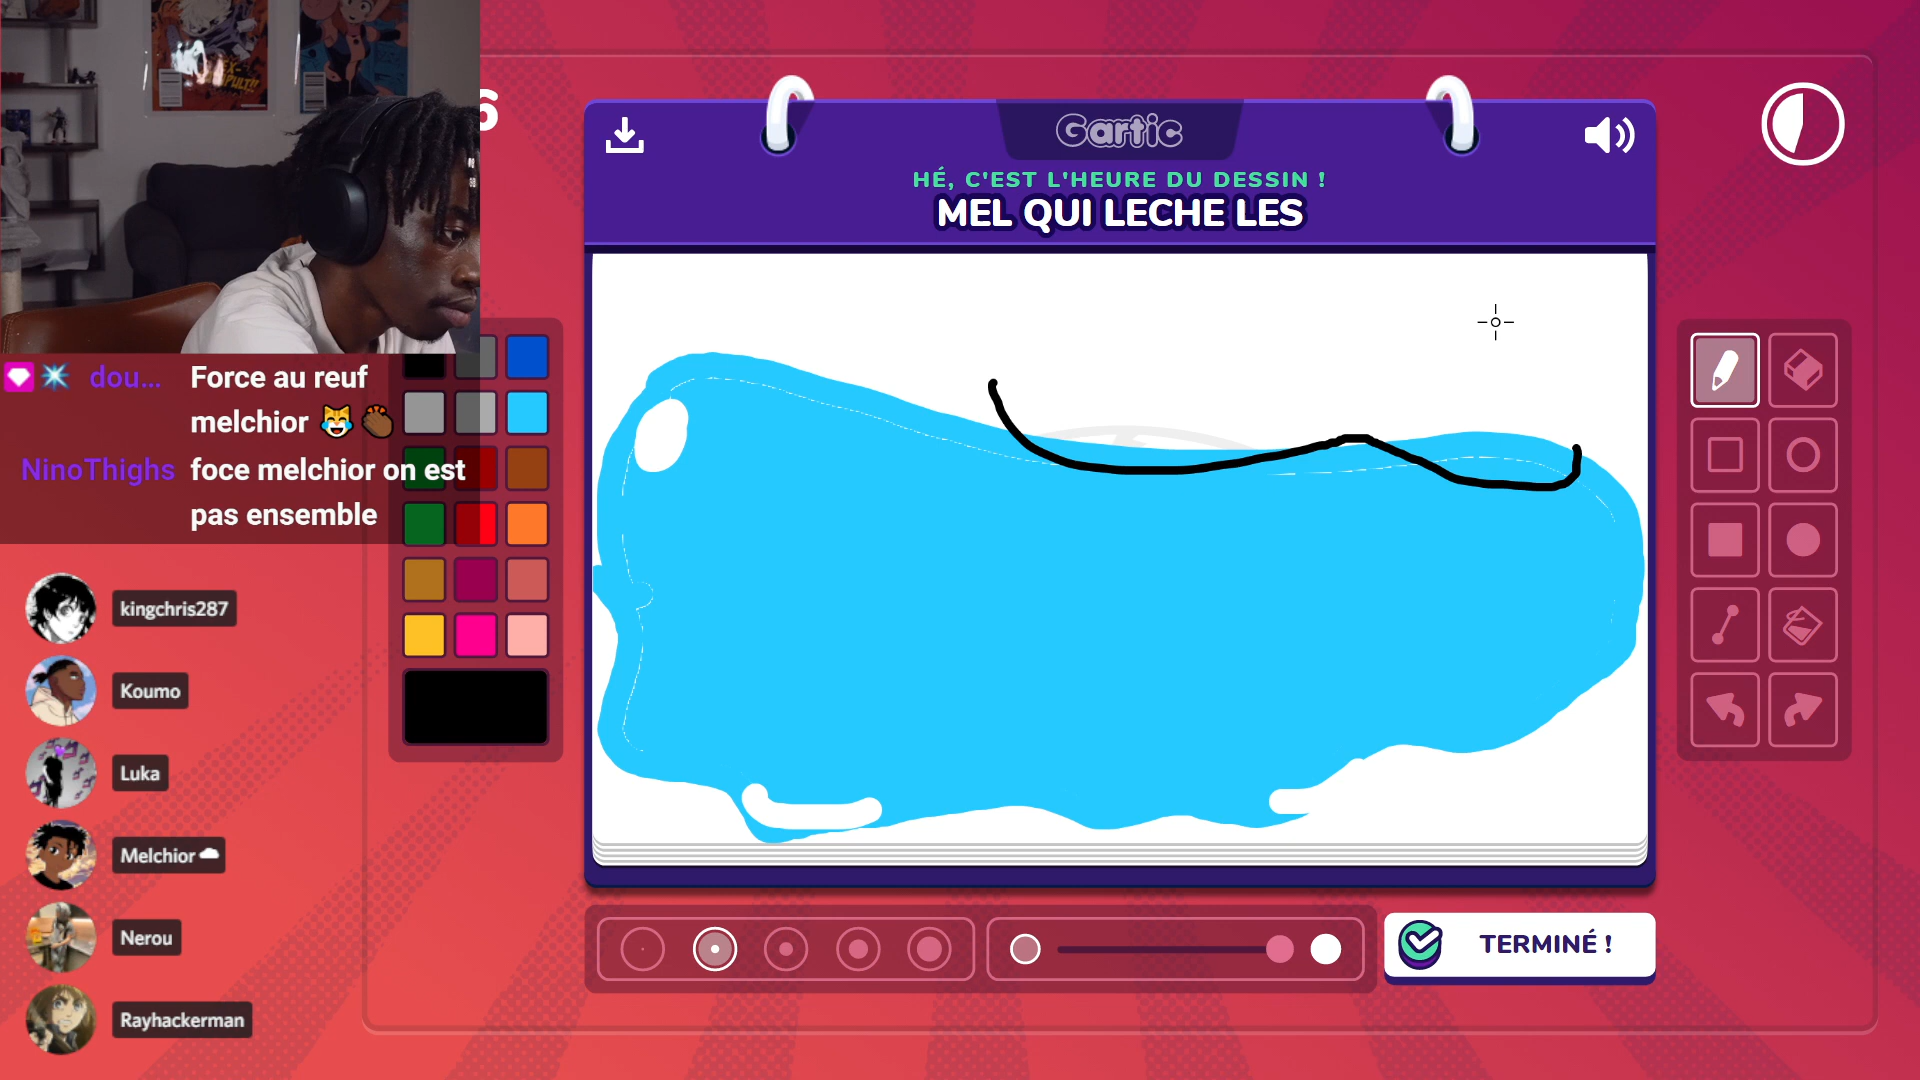 6
Gartic
HÉ, C'EST L'HEURE DU DESSIN !
MEL QUI LECHE LES
dou... Force au reuf
melchior 😹 👏🏾
NinoThighs foce melchior on est
pas ensemble
kingchris287
Koumo
Luka
Melchior
Nerou
Rayhackerman
TERMINÉ !